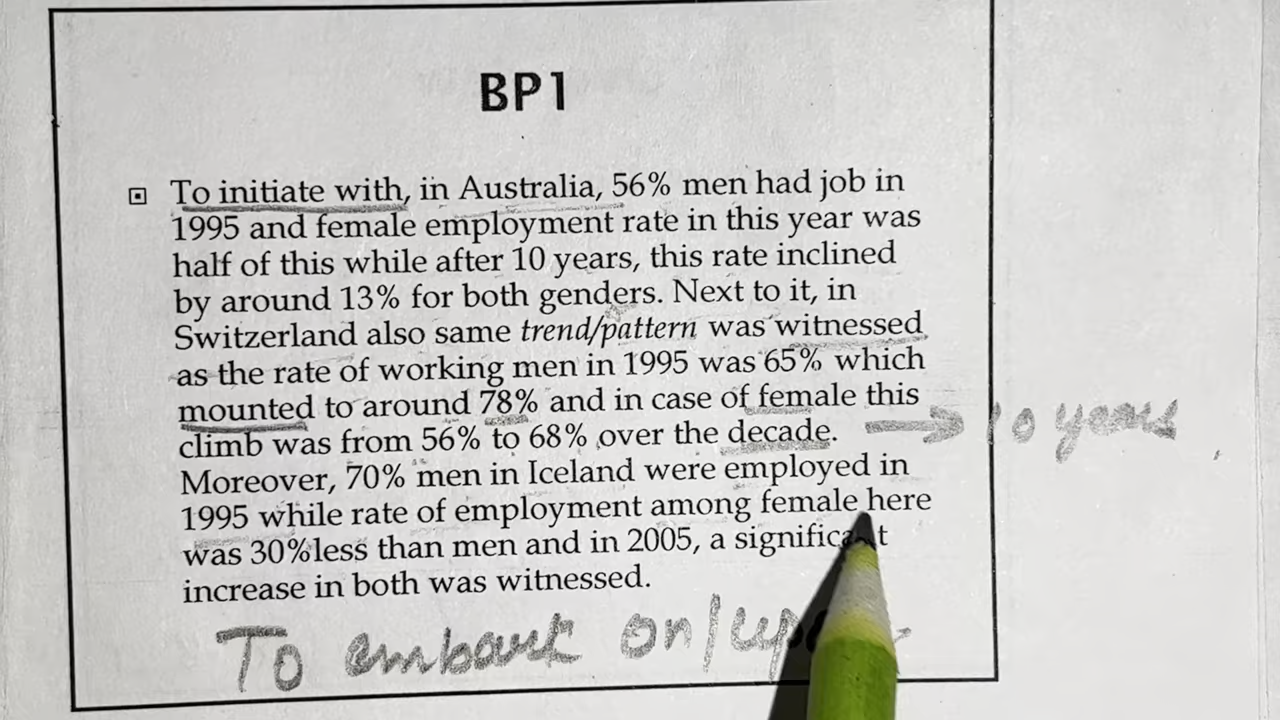 BP1
To initiate with, in Australia, 56% men had job in
1995 and female employment rate in this year was
half of this while after 10 years, this rate inclined
by around 13% for both genders. Next to it, in
Switzerland also same trend/pattern was witnessed
as the rate of working men in 1995 was 65% which
mounted to around 78% and in case of female this
climb was from 56% to 68% over the decade.
10 years
Moreover, 70% men in Iceland were employed in
1995 while rate of employment among female here
was 30%less than men and in 2005, a significant
increase in both was witnessed.
To embark on/